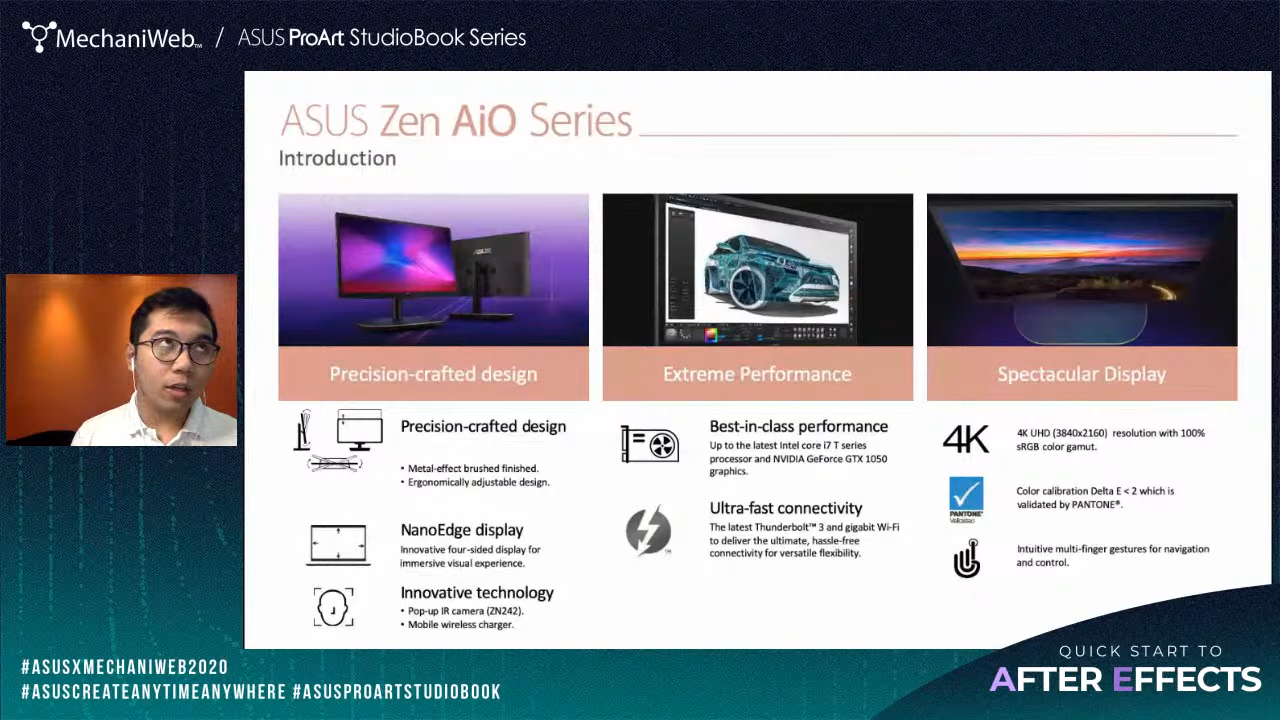 MechaniWeb™ / ASUS ProArt StudioBook Series
ASUS Zen AiO Series
Introduction
ASUS
Precision-crafted design
Extreme Performance
Spectacular Display
Precision-crafted design
• Metal-effect brushed finished.
• Ergonomically adjustable design.
NanoEdge display
Innovative four-sided display for
immersive visual experience.
Innovative technology
• Pop-up IR camera (ZN242).
• Mobile wireless charger.
Best-in-class performance
Up to the latest Intel core i7 T series
processor and NVIDIA GeForce GTX 1050
graphics.
Ultra-fast connectivity
The latest Thunderbolt™ 3 and gigabit Wi-Fi
to deliver the ultimate, hassle-free
connectivity for versatile flexibility.
4K
4K UHD (3840x2160) resolution with 100%
sRGB color gamut.
PANTONE®
Validated
Color calibration Delta E < 2 which is
validated by PANTONE®.
Intuitive multi-finger gestures for navigation
and control.
#ASUSXMECHANIWEB2020
#ASUSCREATEANYTIMEANYWHERE #ASUSPROARTSTUDIOBOOK
QUICK START TO
AFTER EFFECTS